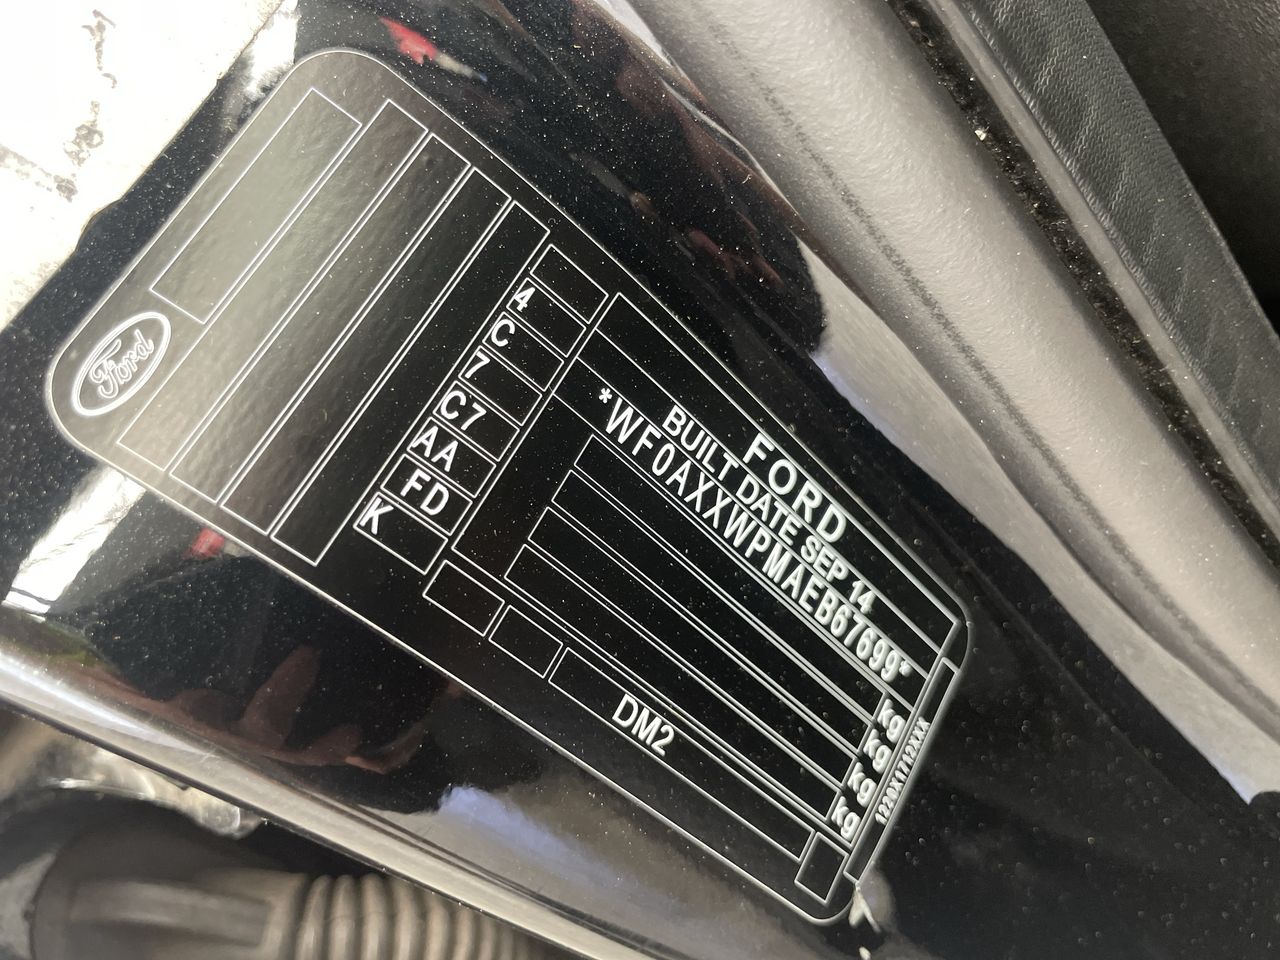 FORD
BUILT DATE SEP 14
*WF0AXXWPMAEB67699*
kg
kg
kg
kg
DM2
4
C
7
C7
AA
FD
K
Ford